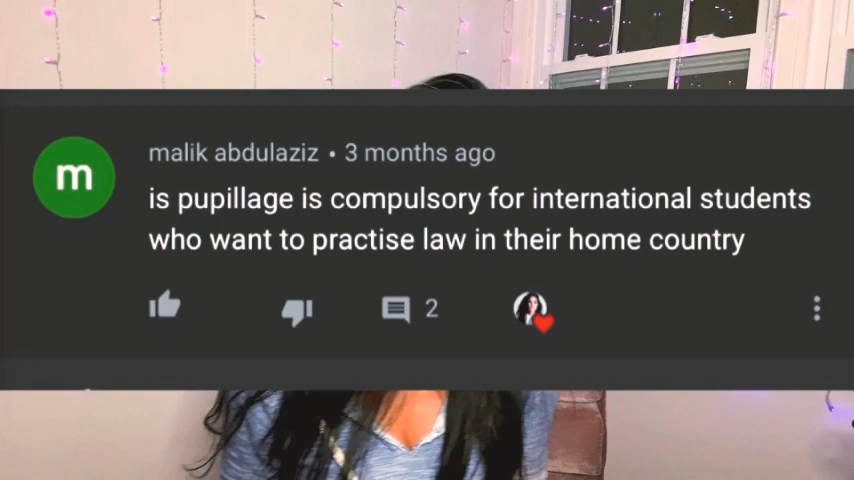 m
malik abdulaziz • 3 months ago
is pupillage is compulsory for international students
who want to practise law in their home country
2